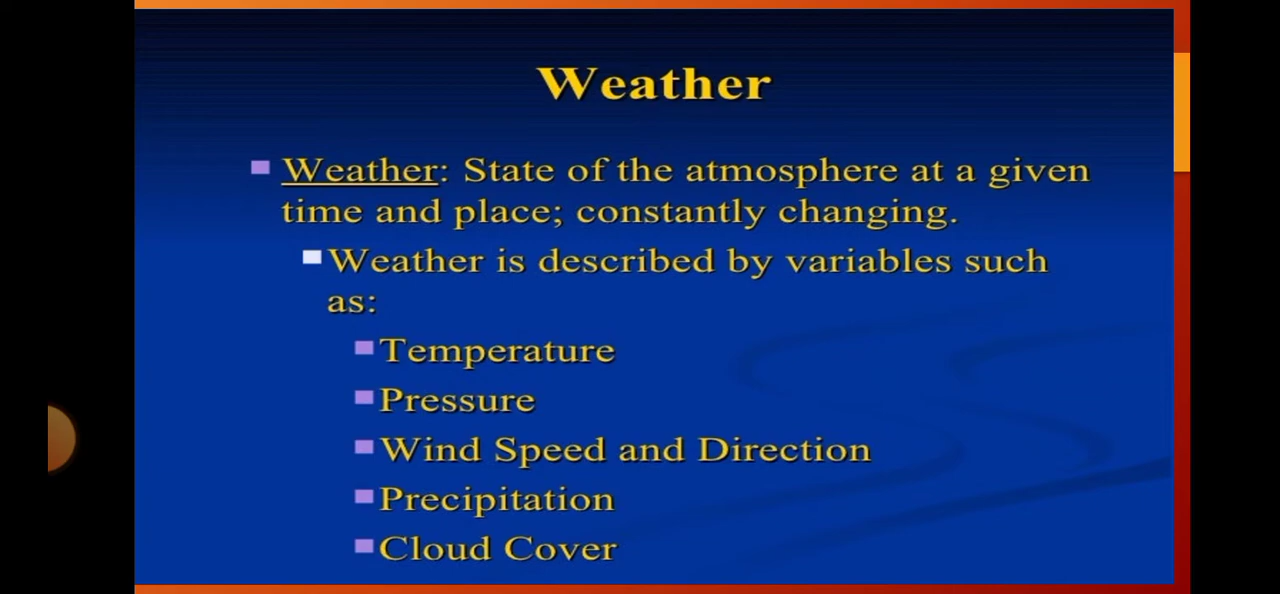 Weather
Weather: State of the atmosphere at a given
time and place; constantly changing.
Weather is described by variables such
as:
Temperature
Pressure
Wind Speed and Direction
Precipitation
Cloud Cover